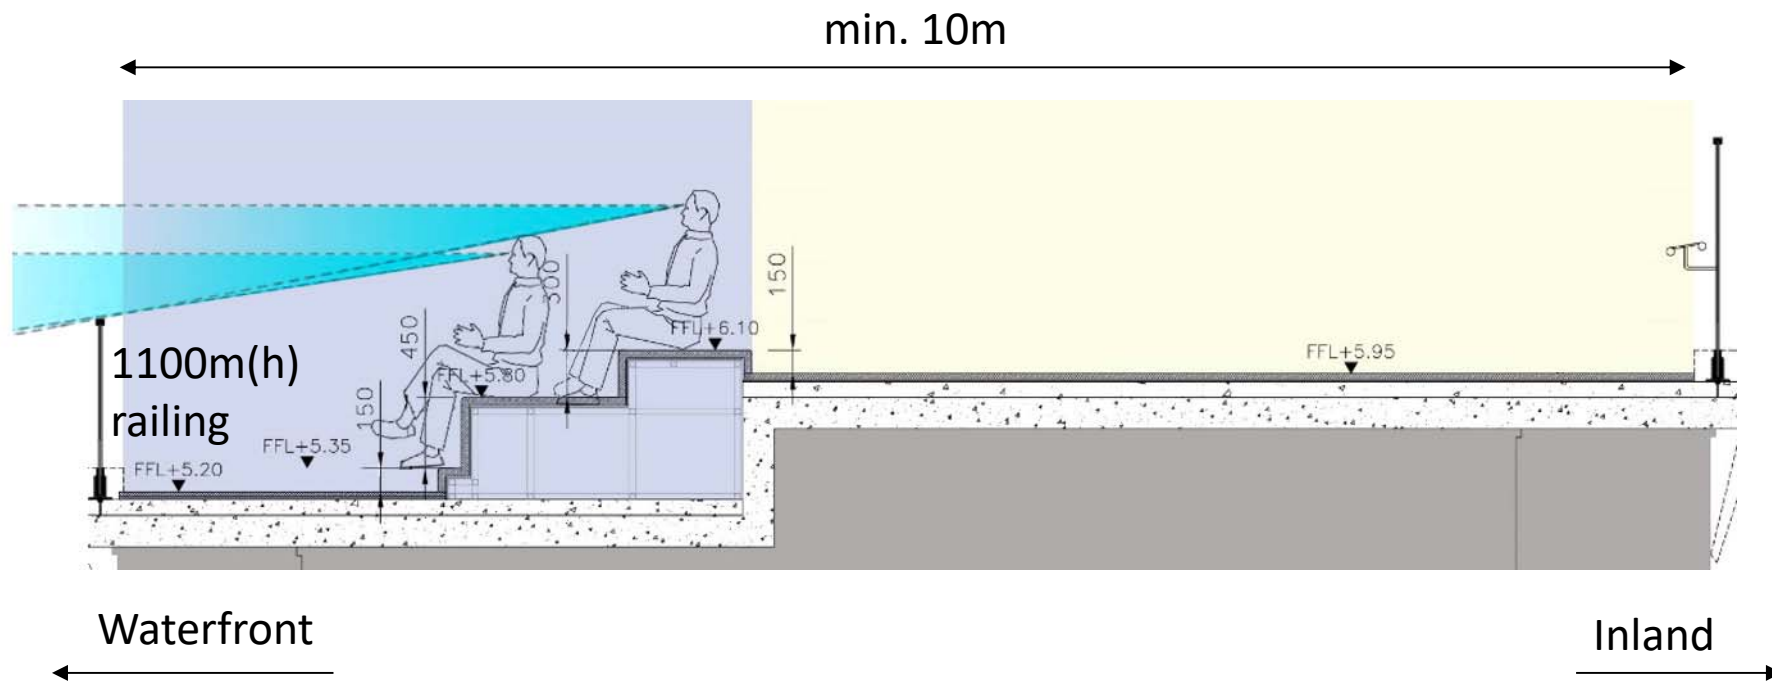 min. 10m
300
150
FFL+6.10
450
FFL+5.95
1100m(h)
FFL+5.80
railing
150
FFL+5.35
FFL+5.20
Waterfront
Inland